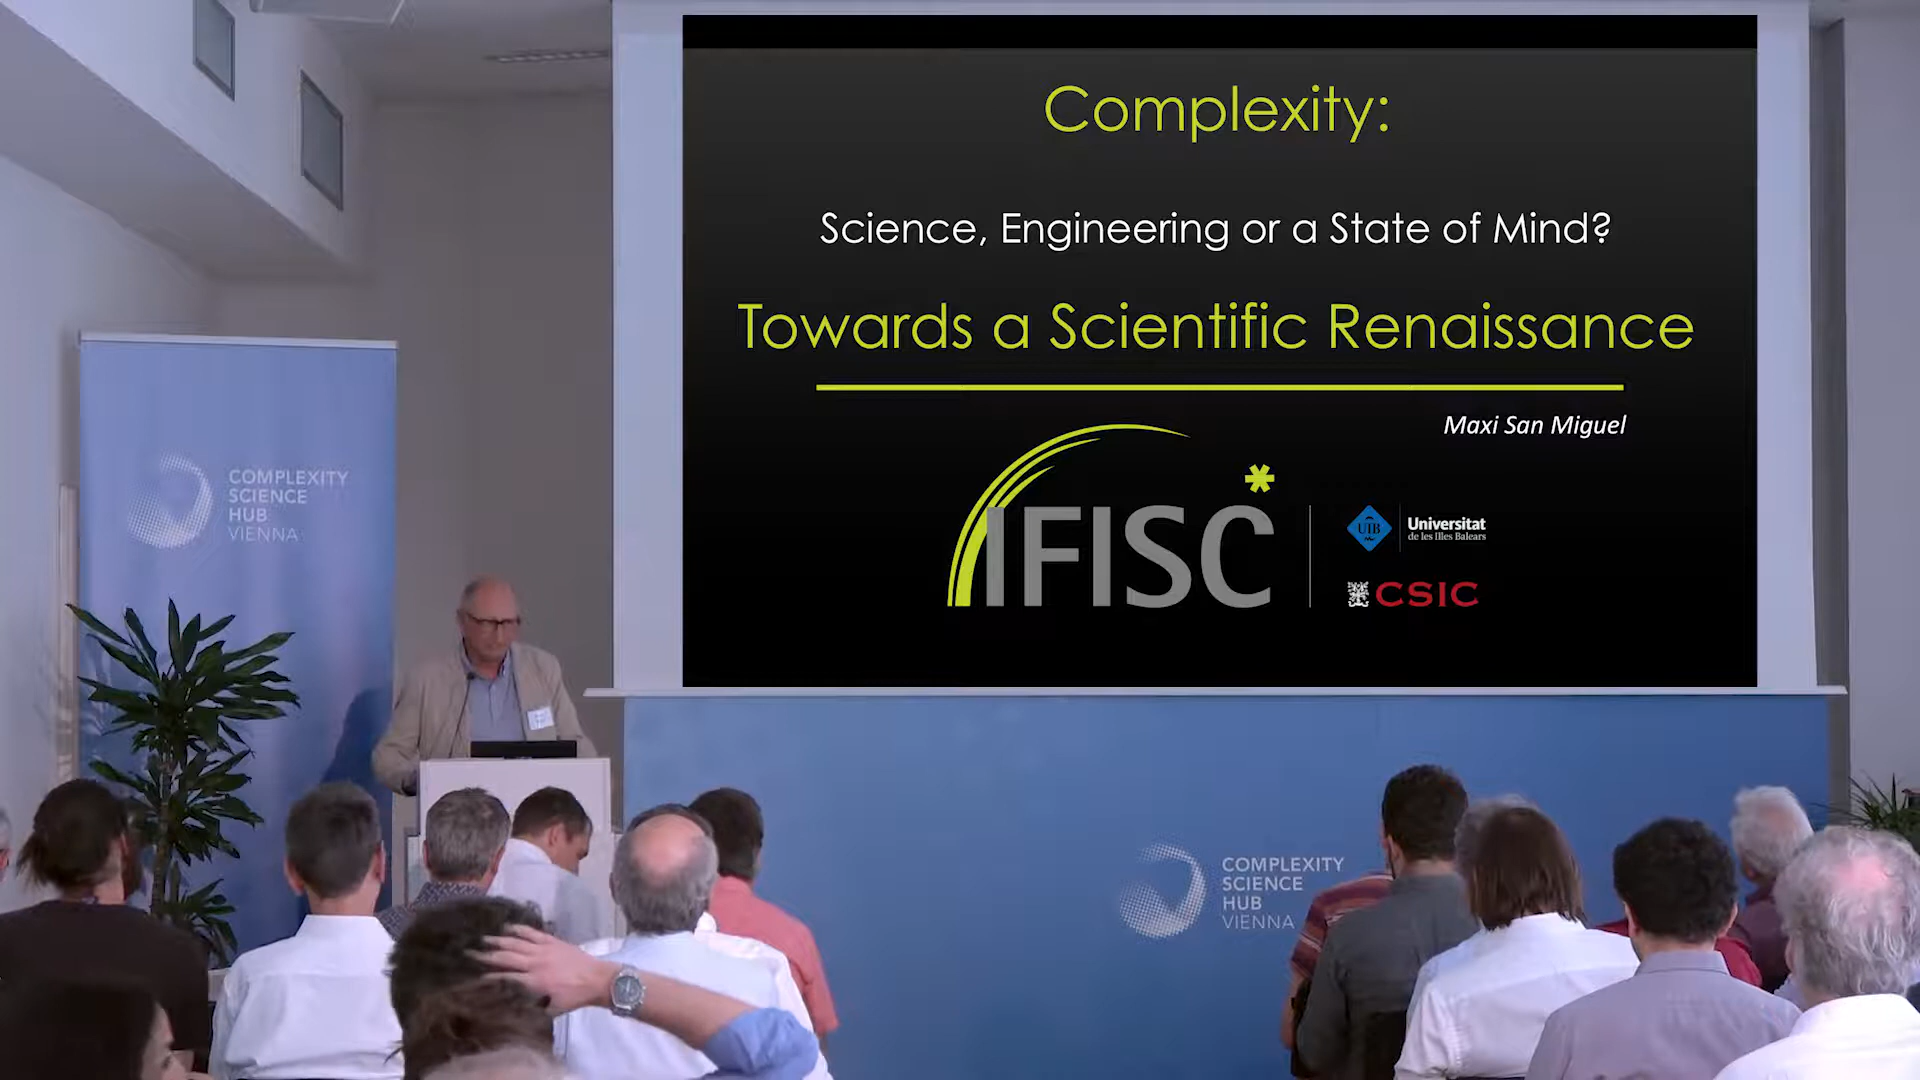 Complexity:
Science, Engineering or a State of Mind?
Towards a Scientific Renaissance
Maxi San Miguel
IFISC
UIB
Universitat
de les Illes Balears
CSIC
COMPLEXITY
SCIENCE
HUB
VIENNA
COMPLEXITY
SCIENCE
HUB
VIENNA